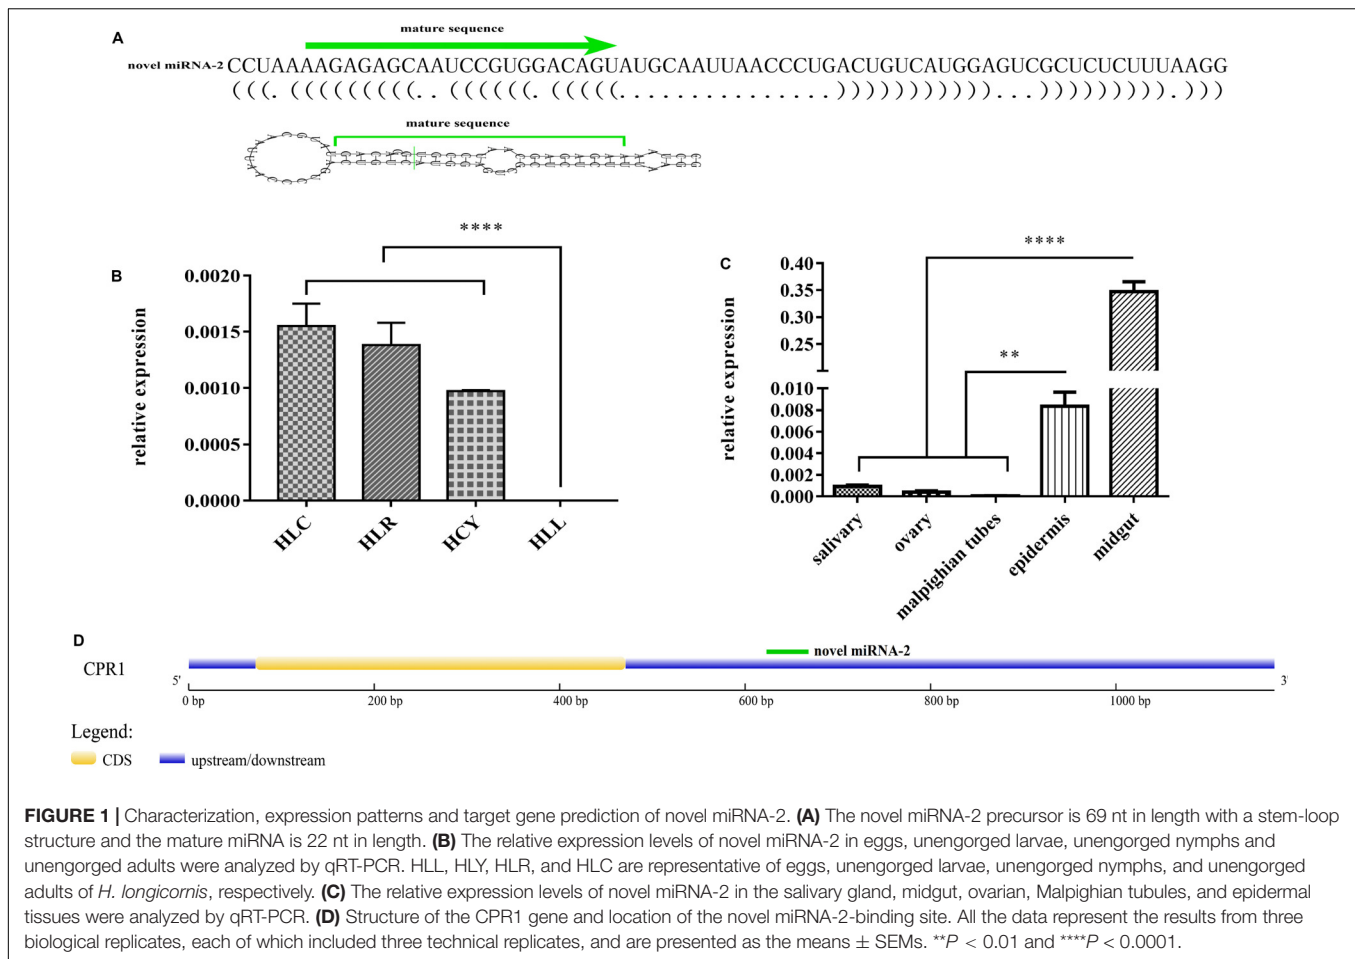 A
mature sequence
novel miRNA-2 CCUAAAAGAGAGCAAUCCGUGGACAGUAUGCAAUUAACCCUGACUGUCAUGGAGUCGCUCUCUUUAAGG
(((. (((((((((.. ((((((. (((((................)))))))))))...))))))))).)))
mature sequence
B
relative expression
0.0020
0.0015
0.0010
0.0005
0.0000
****
HLC
HLR
HCY
HLL
C
relative expression
0.40
0.35
0.30
0.25
0.010
0.008
0.006
0.004
0.002
0.000
****
**
salivary
ovary
malpighian tubes
epidermis
midgut
D
CPR1
novel miRNA-2
5'
3'
0 bp
200 bp
400 bp
600 bp
800 bp
1000 bp
Legend:
CDS
upstream/downstream
FIGURE 1 | Characterization, expression patterns and target gene prediction of novel miRNA-2. (A) The novel miRNA-2 precursor is 69 nt in length with a stem-loop
structure and the mature miRNA is 22 nt in length. (B) The relative expression levels of novel miRNA-2 in eggs, unengorged larvae, unengorged nymphs and
unengorged adults were analyzed by qRT-PCR. HLL, HLY, HLR, and HLC are representative of eggs, unengorged larvae, unengorged nymphs, and unengorged
adults of H. longicornis, respectively. (C) The relative expression levels of novel miRNA-2 in the salivary gland, midgut, ovarian, Malpighian tubules, and epidermal
tissues were analyzed by qRT-PCR. (D) Structure of the CPR1 gene and location of the novel miRNA-2-binding site. All the data represent the results from three
biological replicates, each of which included three technical replicates, and are presented as the means ± SEMs. **P < 0.01 and ****P < 0.0001.